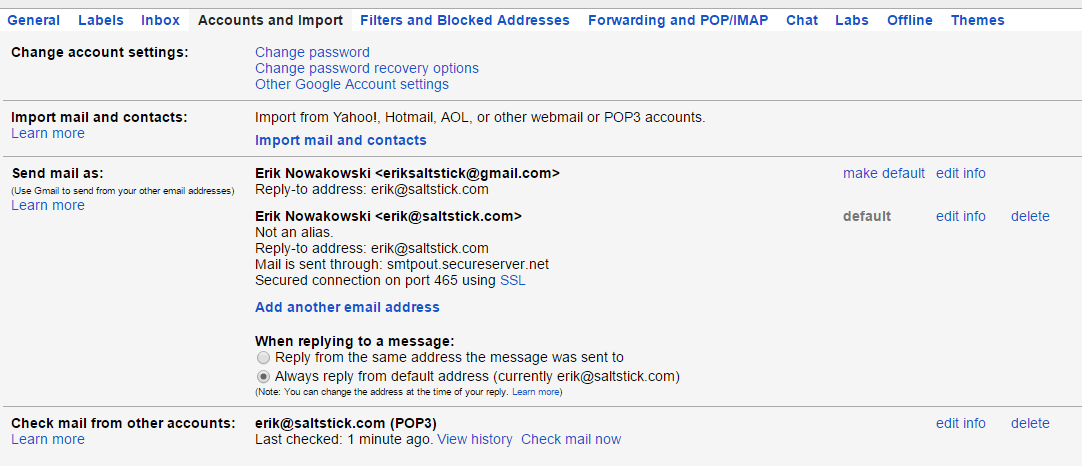 General Labels Inbox Accounts and Import Filters and Blocked Addresses Forwarding and POP/IMAP Chat Labs Offline Themes
Change account settings: Change password
Change password recovery options
Other Google Account settings
Import mail and contacts: Import from Yahoo!, Hotmail, AOL, or other webmail or POP3 accounts.
Learn more
Import mail and contacts
Send mail as: Erik Nowakowski <eriksaltstick@gmail.com> make default edit info
(Use Gmail to send from your other email addresses) Reply-to address: erik@saltstick.com
Learn more
Erik Nowakowski <erik@saltstick.com> default edit info delete
Not an alias.
Reply-to address: erik@saltstick.com
Mail is sent through: smtpout.secureserver.net
Secured connection on port 465 using SSL
Add another email address
When replying to a message:
Reply from the same address the message was sent to
Always reply from default address (currently erik@saltstick.com)
(Note: You can change the address at the time of your reply. Learn more)
Check mail from other accounts: erik@saltstick.com (POP3) edit info delete
Learn more Last checked: 1 minute ago. View history Check mail now